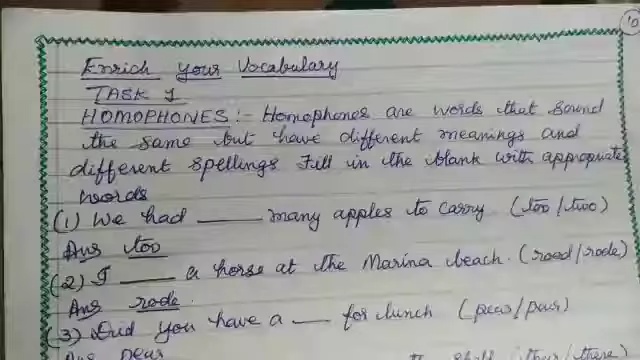 10
Enrich your Vocabulary
TASK 1
HOMOPHONES :- Homophones are words that sound
the same but have different meanings and
different spellings Fill in the blank with appropriate
words
(1) We had _____ many apples to carry (too/two)
Ans too
(2) I _____ a horse at the Marina beach. (road/rode)
Ans rode.
(3) Did you have a ___ for lunch (pear/pair)
Ans pear